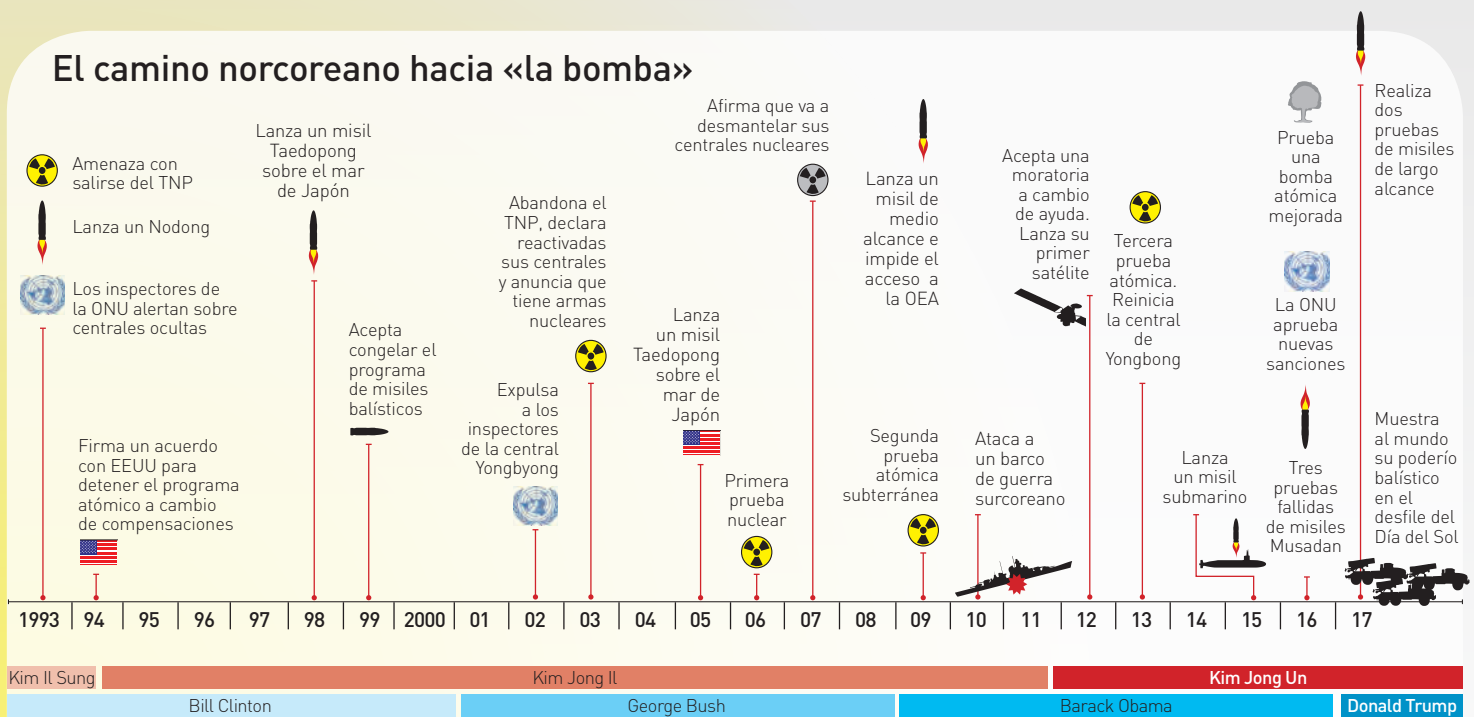 El camino norcoreano hacia «la bomba»
Amenaza con
salirse del TNP
Lanza un Nodong
Los inspectores de
la ONU alertan sobre
centrales ocultas
Firma un acuerdo
con EEUU para
detener el programa
atómico a cambio
de compensaciones
Lanza un misil
Taedopong
sobre el mar
de Japón
Acepta
congelar el
programa
de misiles
balísticos
Expulsa
a los
inspectores
de la central
Yongbyong
Abandona el
TNP, declara
reactivadas
sus centrales
y anuncia que
tiene armas
nucleares
Lanza
un misil
Taedopong
sobre el
mar de
Japón
Primera
prueba
nuclear
Afirma que va a
desmantelar sus
centrales nucleares
Lanza un
misil de
medio
alcance e
impide el
acceso a
la OEA
Segunda
prueba
atómica
subterránea
Ataca a
un barco
de guerra
surcoreano
Acepta una
moratoria
a cambio
de ayuda.
Lanza su
primer
satélite
Tercera
prueba
atómica.
Reinicia
la central
de
Yongbong
Lanza
un misil
submarino
Prueba
una
bomba
atómica
mejorada
La ONU
aprueba
nuevas
sanciones
Tres
pruebas
fallidas
de misiles
Musadan
Realiza
dos
pruebas
de misiles
de largo
alcance
Muestra
al mundo
su poderío
balístico
en el
desfile del
Día del Sol
1993 94 95 96 97 98 99 2000 01 02 03 04 05 06 07 08 09 10 11 12 13 14 15 16 17
Kim Il Sung Kim Jong Il Kim Jong Un
Bill Clinton George Bush Barack Obama Donald Trump